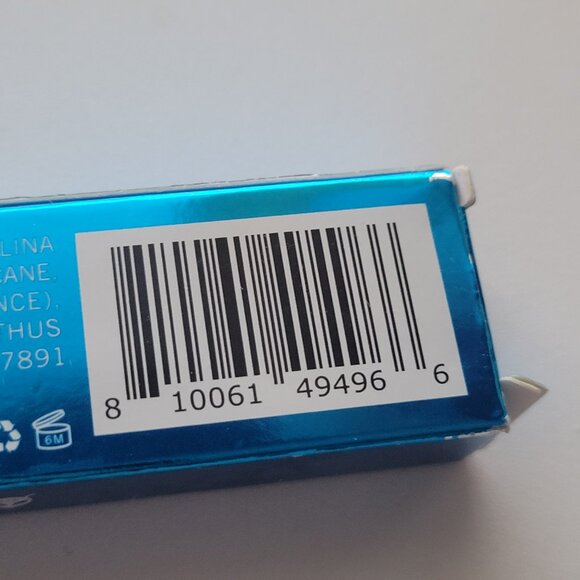 LINA
CANE,
NCE),
THUS
7891
8 10061 49496 6
6M